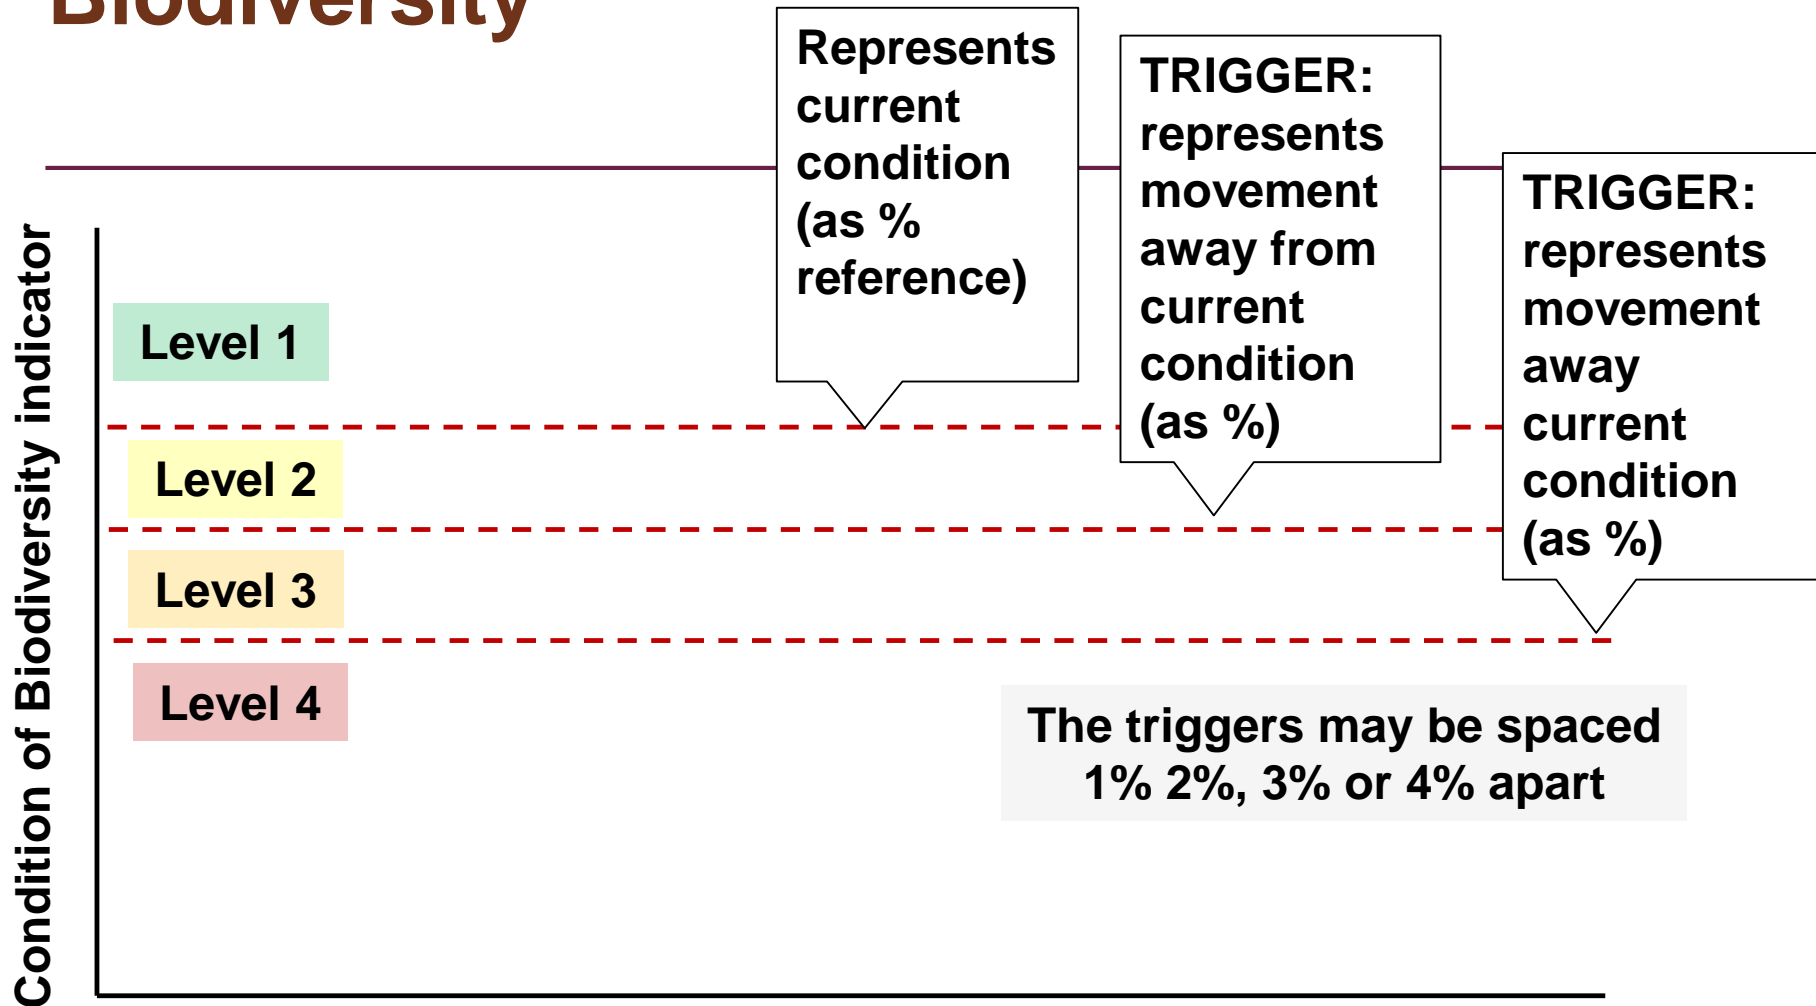 Biodiversity
Represents
current
condition
(as %
reference)
TRIGGER:
represents
movement
away from
current
condition
(as %)
TRIGGER:
represents
movement
away
current
condition
(as %)
Condition of Biodiversity indicator
Level 1
Level 2
Level 3
Level 4
The triggers may be spaced
1% 2%, 3% or 4% apart